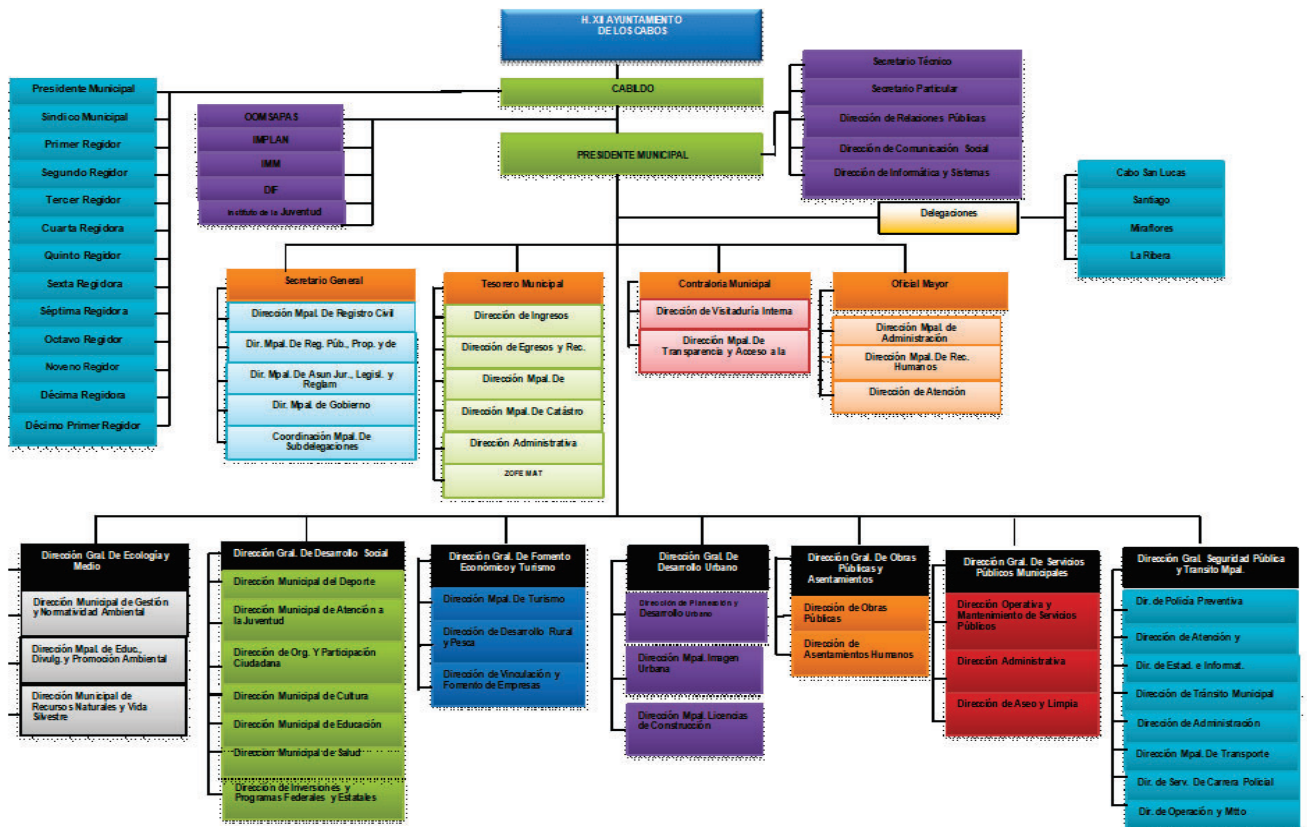 H. XII AYUNTAMIENTO
DE LOS CABOS
CABILDO
PRESIDENTE MUNICIPAL
Presidente Municipal
Sindico Municipal
Primer Regidor
Segundo Regidor
Tercer Regidor
Cuarta Regidora
Quinto Regidor
Sexta Regidora
Séptima Regidora
Octavo Regidor
Noveno Regidor
Décima Regidora
Décimo Primer Regidor
OOMSAPAS
IMPLAN
IMM
DIF
Instituto de la Juventud
Secretario Técnico
Secretario Particular
Dirección de Relaciones Públicas
Dirección de Comunicación Social
Dirección de Informática y Sistemas
Delegaciones
Cabo San Lucas
Santiago
Miraflores
La Ribera
Secretario General
Dirección Mpal. De Registro Civil
Dir. Mpal. De Reg. Púb., Prop. y de
Dir. Mpal. De Asun Jur., Legisl. y
Reglam
Dir. Mpal. de Gobierno
Coordinación Mpal. De
Subdelegaciones
Tesorero Municipal
Dirección de Ingresos
Dirección de Egresos y Rec.
Dirección Mpal. De
Dirección Mpal. De Catástro
Dirección Administrativa
ZOFEMAT
Contraloría Municipal
Dirección de Visitaduría Interna
Dirección Mpal. De
Transparencia y Acceso a la
Oficial Mayor
Dirección Mpal. de
Administración
Dirección Mpal. De Rec.
Humanos
Dirección de Atención
Dirección Gral. De Ecología y
Medio
Dirección Municipal de Gestión
y Normatividad Ambiental
Dirección Mpal. de Educ.,
Divulg. y Promoción Ambiental
Dirección Municipal de
Recursos Naturales y Vida
Silvestre
Dirección Gral. De Desarrollo Social
Dirección Municipal del Deporte
Dirección Municipal de Atención a
la Juventud
Dirección de Org. Y Participación
Ciudadana
Dirección Municipal de Cultura
Dirección Municipal de Educación
Dirección Municipal de Salud
Dirección de Inversiones y
Programas Federales y Estatales
Dirección Gral. De Fomento
Económico y Turismo
Dirección Mpal. De Turismo
Dirección de Desarrollo Rural
y Pesca
Dirección de Vinculación y
Fomento de Empresas
Dirección Gral. De
Desarrollo Urbano
Dirección de Planeación y
Desarrollo Urbano
Dirección Mpal. Imagen
Urbana
Dirección Mpal. Licencias
de Construcción
Dirección Gral. De Obras
Públicas y
Asentamientos
Dirección de Obras
Públicas
Dirección de
Asentamientos Humanos
Dirección Gral. De Servicios
Públicos Municipales
Dirección Operativa y
Mantenimiento de Servicios
Públicos
Dirección Administrativa
Dirección de Aseo y Limpia
Dirección Gral. Seguridad Pública
y Transito Mpal.
Dir. de Policía Preventiva
Dirección de Atención y
Dir. de Estad. e Informat.
Dirección de Tránsito Municipal
Dirección de Administración
Dirección Mpal. De Transporte
Dir. de Serv. De Carrera Policial
Dir. de Operación y Mtto